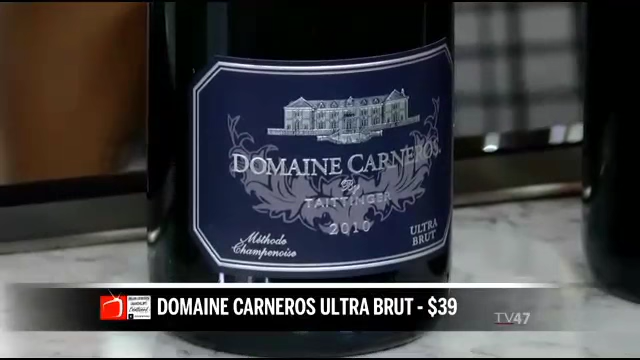 DOMAINE CARNEROS
By
TAITTINGER
2010
Méthode
Champenoise
ULTRA
BRUT
DOMAINE CARNEROS ULTRA BRUT - $39
TV47